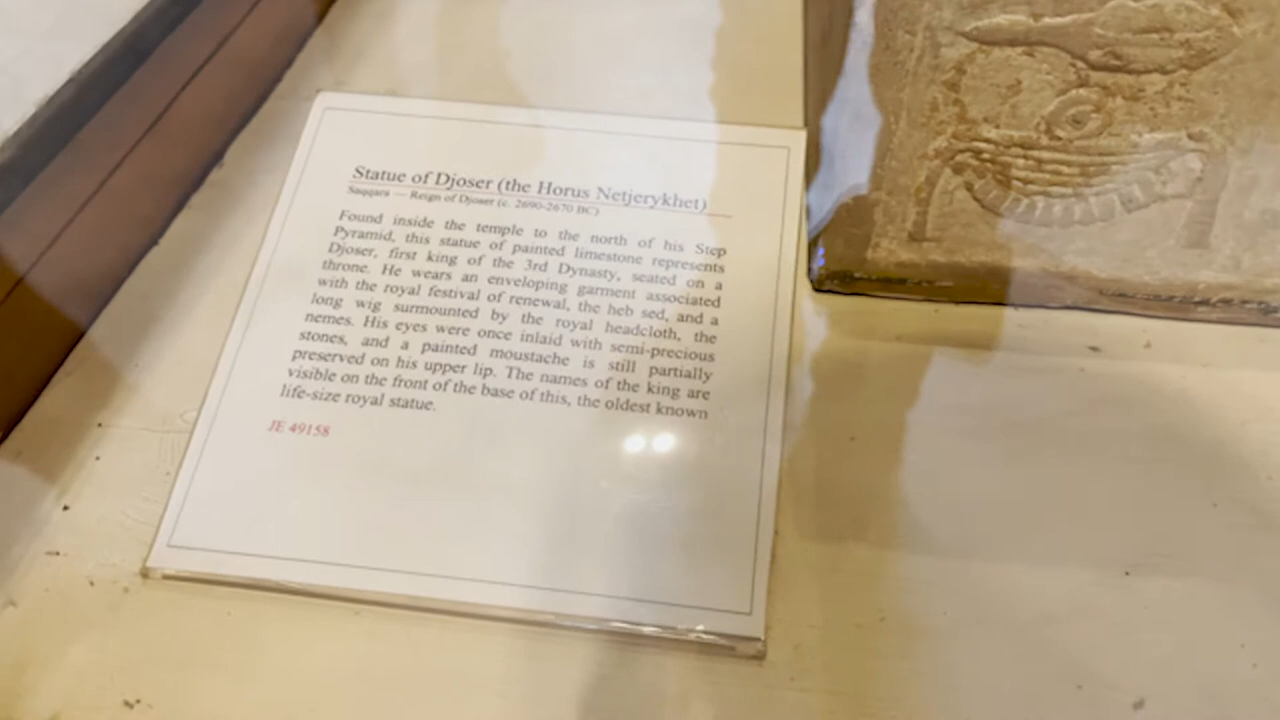 Statue of Djoser (the Horus Netjerykhet)
Saqqara — Reign of Djoser (c. 2690-2670 BC)
Found inside the temple to the north of his Step
Pyramid, this statue of painted limestone represents
Djoser, first king of the 3rd Dynasty, seated on a
throne. He wears an enveloping garment associated
with the royal festival of renewal, the heb sed, and a
long wig surmounted by the royal headcloth, the
nemes. His eyes were once inlaid with semi-precious
stones, and a painted moustache is still partially
preserved on his upper lip. The names of the king are
visible on the front of the base of this, the oldest known
life-size royal statue.
JE 49158